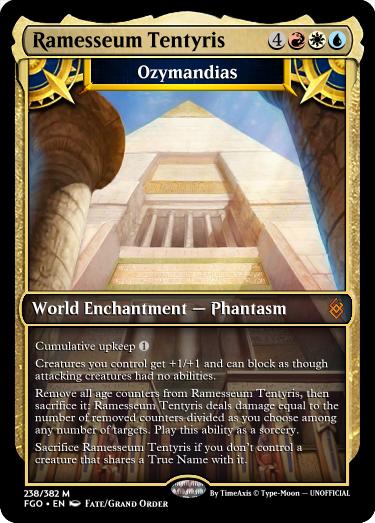 Ramesseum Tentyris 4
Ozymandias
World Enchantment — Phantasm
Cumulative upkeep 1
Creatures you control get +1/+1 and can block as though
attacking creatures had no abilities.
Remove all age counters from Ramesseum Tentyris, then
sacrifice it: Ramesseum Tentyris deals damage equal to the
number of removed counters divided as you choose among
any number of targets. Play this ability as a sorcery.
Sacrifice Ramesseum Tentyris if you don't control a
creature that shares a True Name with it.
238/382 M
FGO • EN Fate/Grand Order
By TimeAxis © Type-Moon — UNOFFICIAL